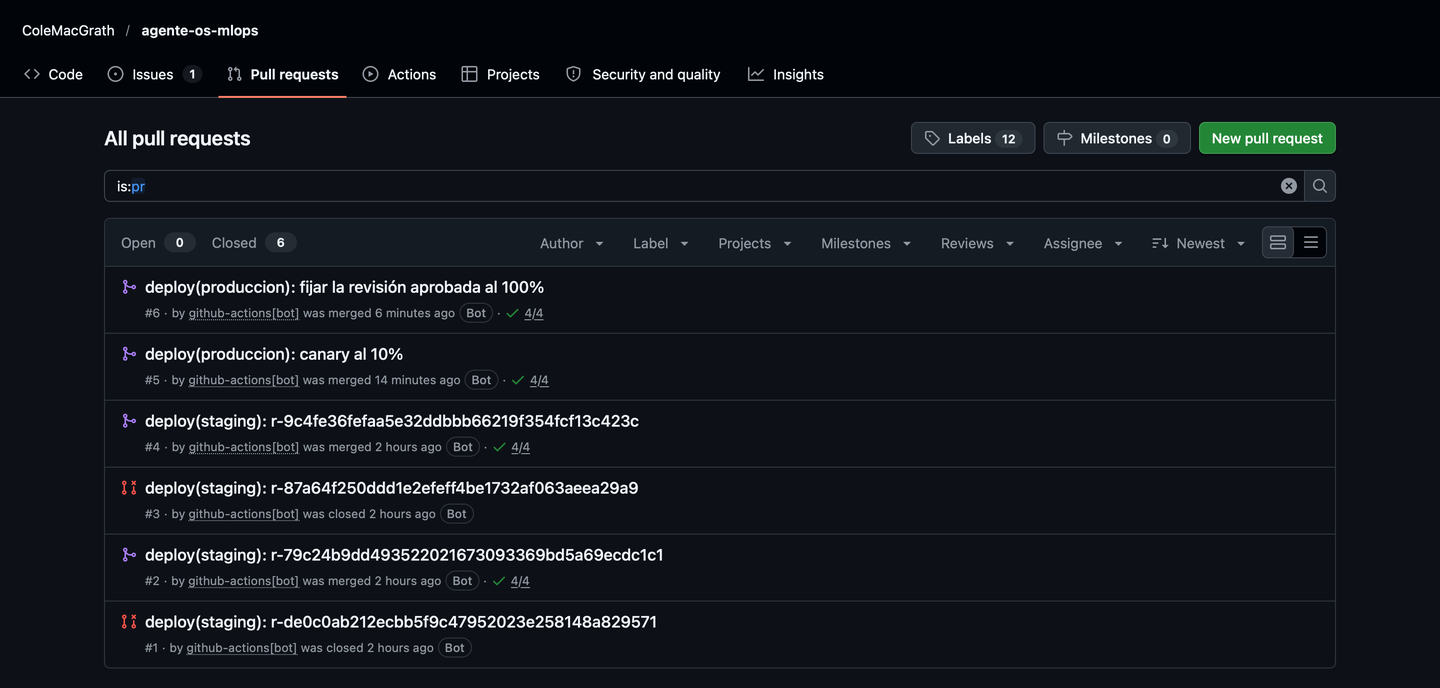 ColeMacGrath / agente-os-mlops
Code Issues 1 Pull requests Actions Projects Security and quality Insights
All pull requests Labels 12 Milestones 0 New pull request
is:pr
Open 0 Closed 6 Author Label Projects Milestones Reviews Assignee Newest
deploy(produccion): fijar la revisión aprobada al 100%
#6 · by github-actions[bot] was merged 6 minutes ago Bot · 4/4
deploy(produccion): canary al 10%
#5 · by github-actions[bot] was merged 14 minutes ago Bot · 4/4
deploy(staging): r-9c4fe36fefaa5e32ddbbb66219f354fcf13c423c
#4 · by github-actions[bot] was merged 2 hours ago Bot · 4/4
deploy(staging): r-87a64f250ddd1e2efeff4be1732af063aeea29a9
#3 · by github-actions[bot] was closed 2 hours ago Bot
deploy(staging): r-79c24b9dd493522021673093369bd5a69ecdc1c1
#2 · by github-actions[bot] was merged 2 hours ago Bot · 4/4
deploy(staging): r-de0c0ab212ecbb5f9c47952023e258148a829571
#1 · by github-actions[bot] was closed 2 hours ago Bot